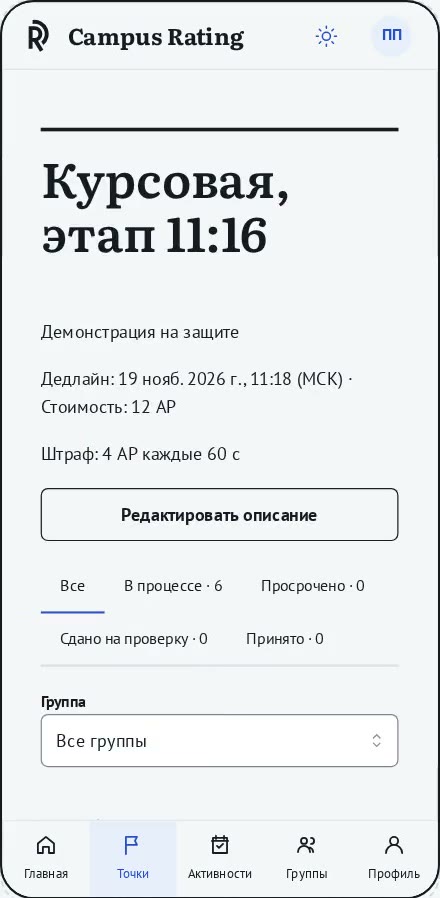 Campus Rating
ПП
Курсовая,
этап 11:16
Демонстрация на защите
Дедлайн: 19 нояб. 2026 г., 11:18 (МСК) ·
Стоимость: 12 AP
Штраф: 4 AP каждые 60 с
Редактировать описание
Все
В процессе · 6
Просрочено · 0
Сдано на проверку · 0
Принято · 0
Группа
Все группы
Главная
Точки
Активности
Группы
Профиль